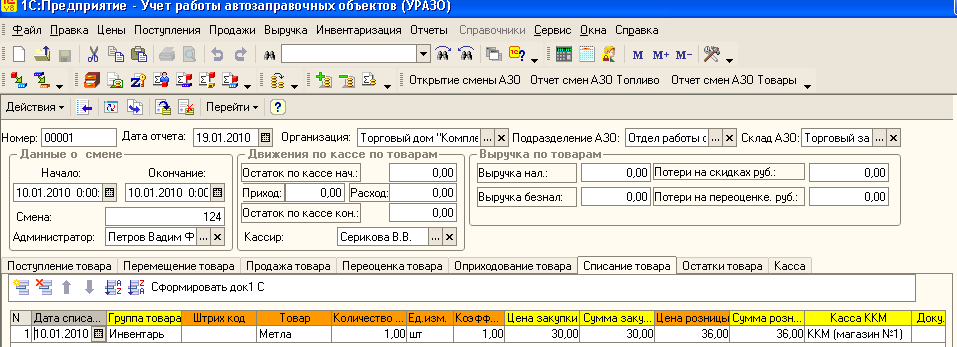 1С:Предприятие - Учет работы автозаправочных объектов (УРАЗО)
Файл Правка Цены Поступления Продажи Выручка Инвентаризация Отчеты Справочники Сервис Окна Справка
M M+ M-
Открытие смены АЗО Отчет смен АЗО Топливо Отчет смен АЗО Товары
Действия Перейти
Номер: 00001 Дата отчета: 19.01.2010 Организация: Торговый дом "Компле ... Подразделение АЗО: Отдел работы с ... Склад АЗО: Торговый за ...
Данные о смене Движения по кассе по товарам Выручка по товарам
Начало: Окончание: Остаток по кассе нач.: 0,00 Выручка нал.: 0,00 Потери на скидках руб.: 0,00
10.01.2010 0:00: 10.01.2010 0:00: Приход: 0,00 Расход: 0,00 Выручка безнал: 0,00 Потери на переоценке. руб.: 0,00
Смена: 124 Остаток по кассе кон.: 0,00
Администратор: Петров Вадим Ф ... Кассир: Серикова В.В. ...
Поступление товара Перемещение товара Продажа товара Переоценка товара Оприходование товара Списание товара Остатки товара Касса
Сформировать док1 С
N Дата списа... Группа товара Штрих код Товар Количество ... Ед.изм. Коэфф... Цена закупки Сумма заку... Цена розницы Сумма розн... Касса ККМ Доку.
1 10.01.2010 Инвентарь Метла 1,00 шт 1,00 30,00 30,00 36,00 36,00 ККМ (магазин №1)